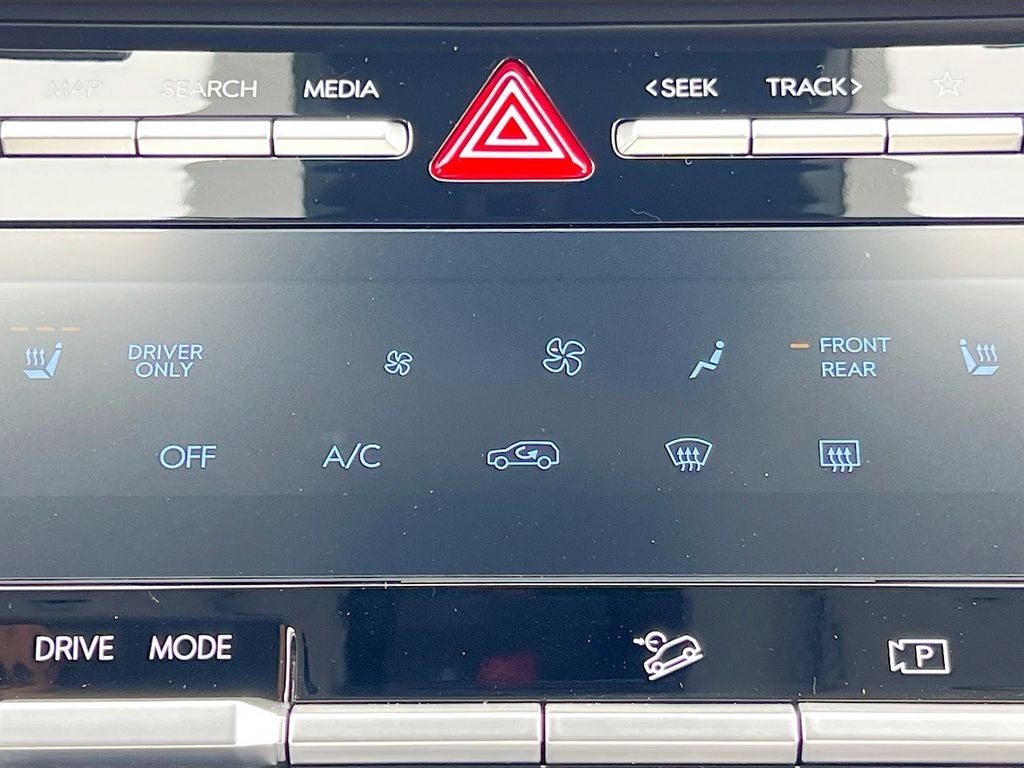 MAP SEARCH MEDIA <SEEK TRACK>
DRIVER
ONLY
FRONT
REAR
OFF A/C
DRIVE MODE P